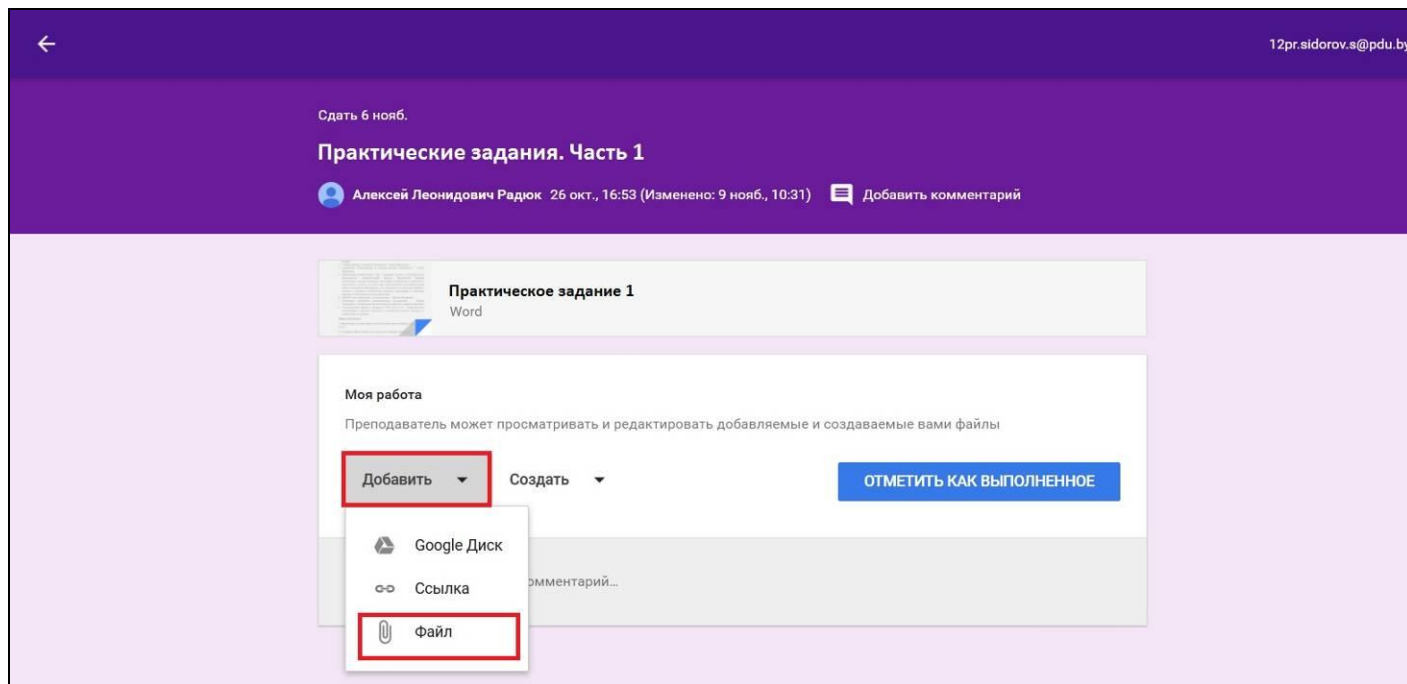 12pr.sidorov.s@pdu.by
Сдать 6 нояб.
Практические задания. Часть 1
Алексей Леонидович Радюк 26 окт., 16:53 (Изменено: 9 нояб., 10:31) Добавить комментарий
Практическое задание 1
Word
Моя работа
Преподаватель может просматривать и редактировать добавляемые и создаваемые вами файлы
Добавить Создать ОТМЕТИТЬ КАК ВЫПОЛНЕННОЕ
Google Диск
Ссылка омментарий...
Файл